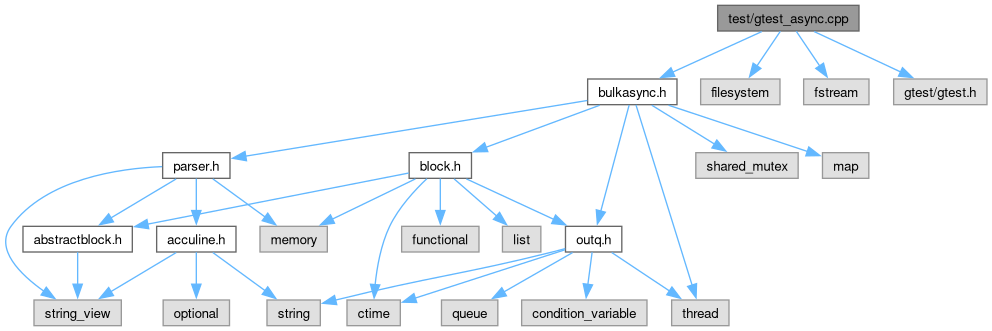 test/gtest_async.cpp
bulkasync.h
filesystem
fstream
gtest/gtest.h
parser.h
block.h
shared_mutex
map
abstractblock.h
acculine.h
memory
functional
list
outq.h
string_view
optional
string
ctime
queue
condition_variable
thread